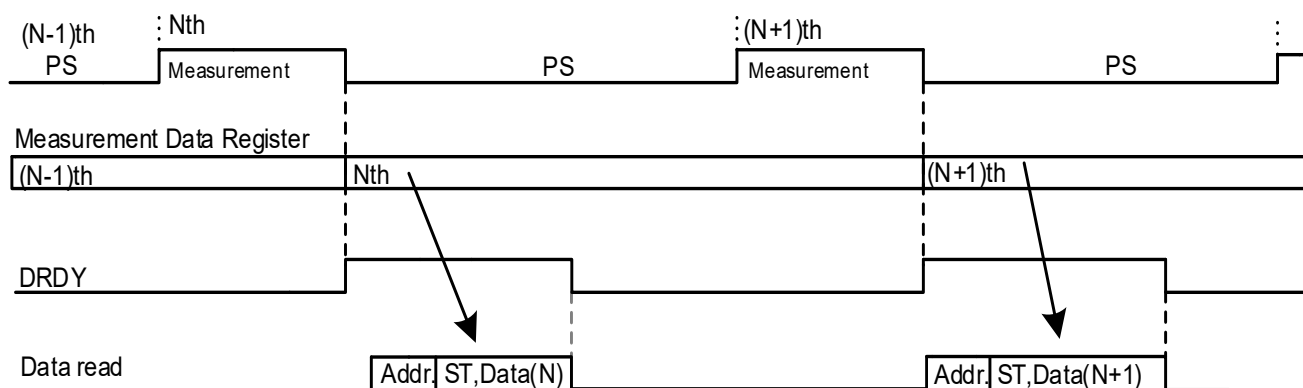 (N-1)th Nth (N+1)th
PS Measurement PS Measurement PS
Measurement Data Register
(N-1)th Nth (N+1)th
DRDY
Data read Addr. ST,Data(N) Addr. ST,Data(N+1)